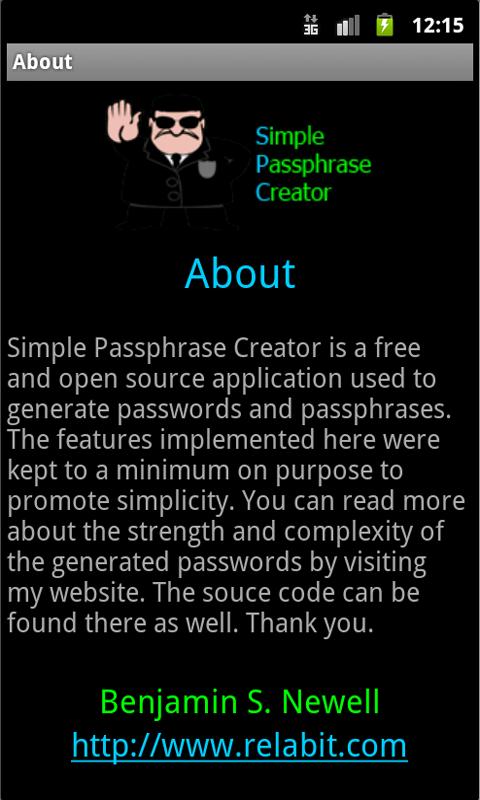 3G
12:15
About
Simple
Passphrase
Creator
About
Simple Passphrase Creator is a free
and open source application used to
generate passwords and passphrases.
The features implemented here were
kept to a minimum on purpose to
promote simplicity. You can read more
about the strength and complexity of
the generated passwords by visiting
my website. The souce code can be
found there as well. Thank you.
Benjamin S. Newell
http://www.relabit.com